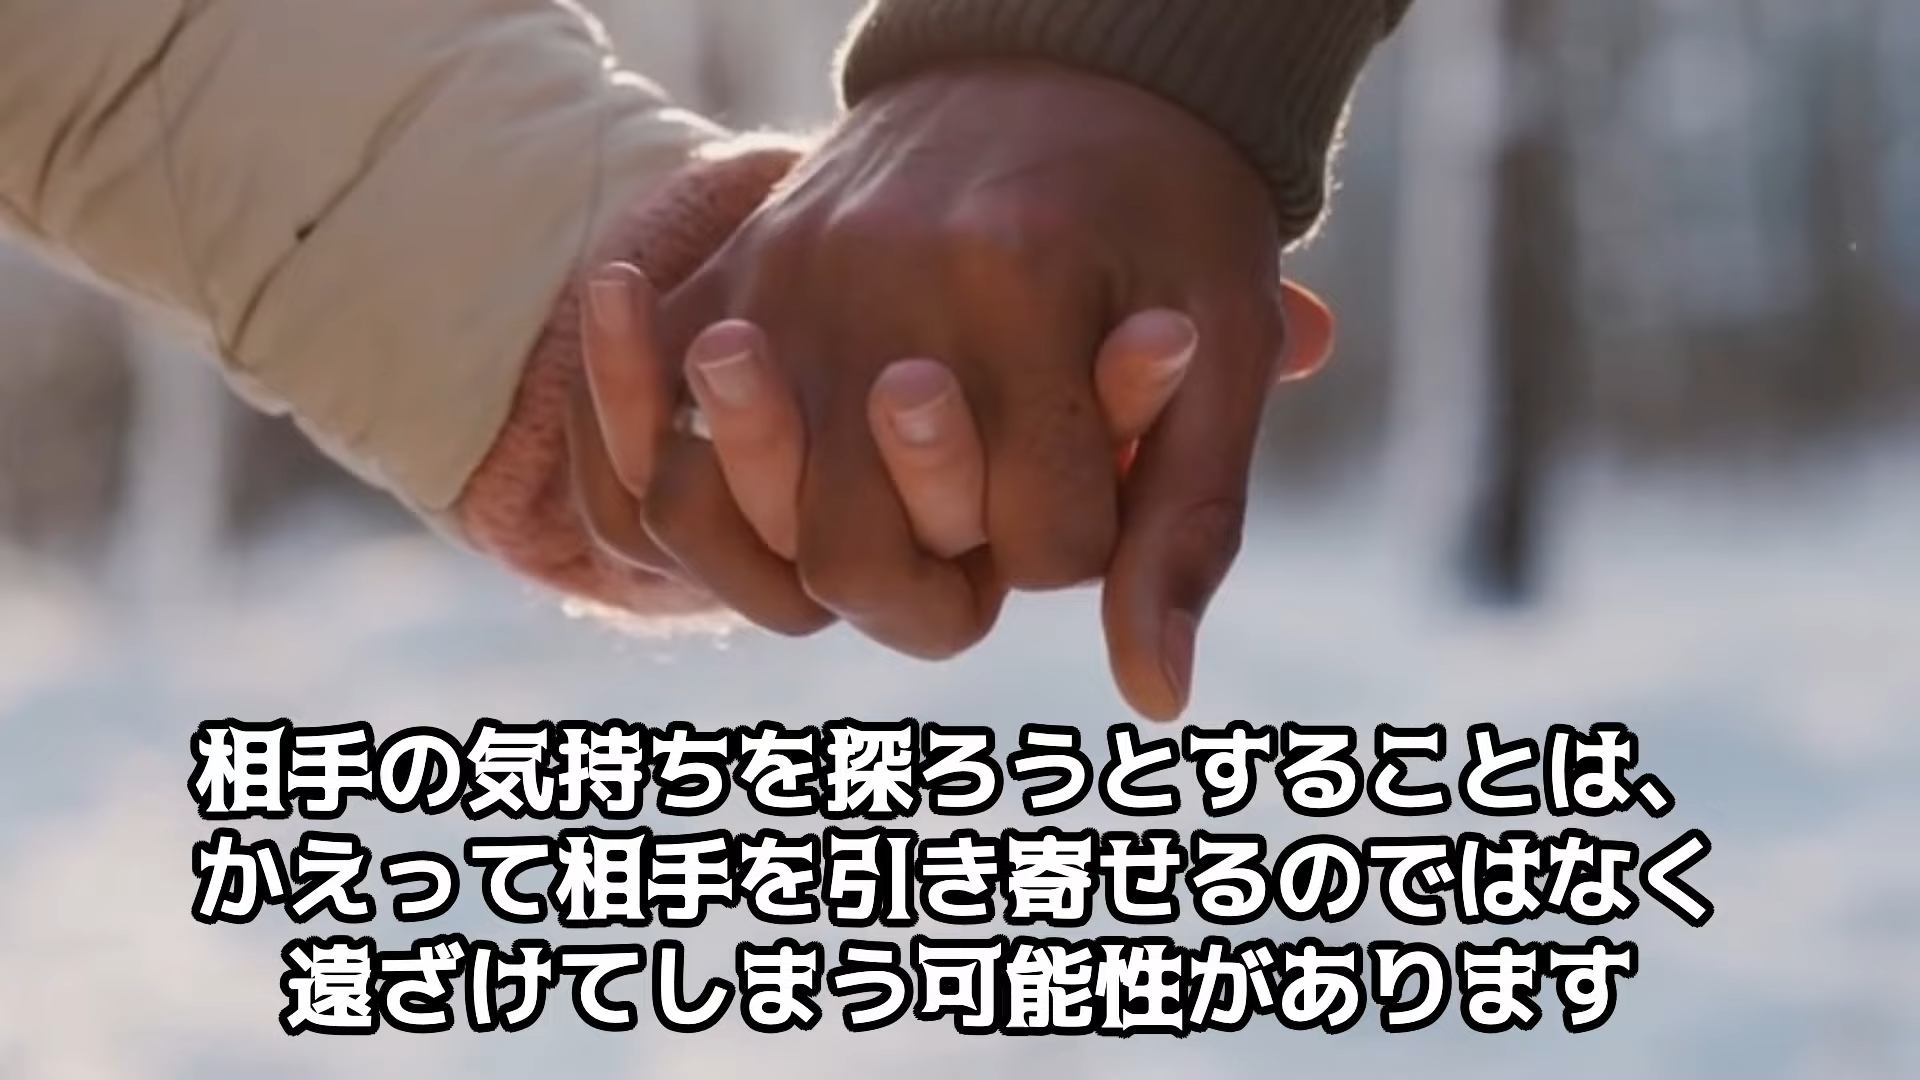 相手の気持ちを探ろうとすることは、
かえって相手を引き寄せるのではなく
遠ざけてしまう可能性があります